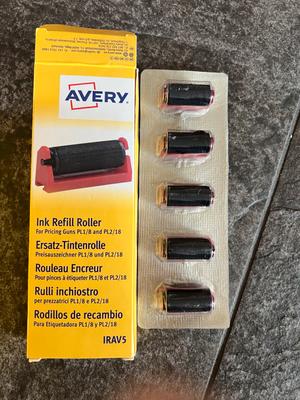 AVERY
Ink Refill Roller
For Pricing Guns PL1/8 and PL2/18
Ersatz-Tintenrolle
Preisauszeichner PL1/8 und PL2/18
Rouleau Encreur
Pour pinces à étiqueter PL1/8 et PL2/18
Rulli inchiostro
per prezzatrici PL1/8 e PL2/18
Rodillos de recambio
Para Etiquetadora PL1/8 y PL2/18
IRAV5